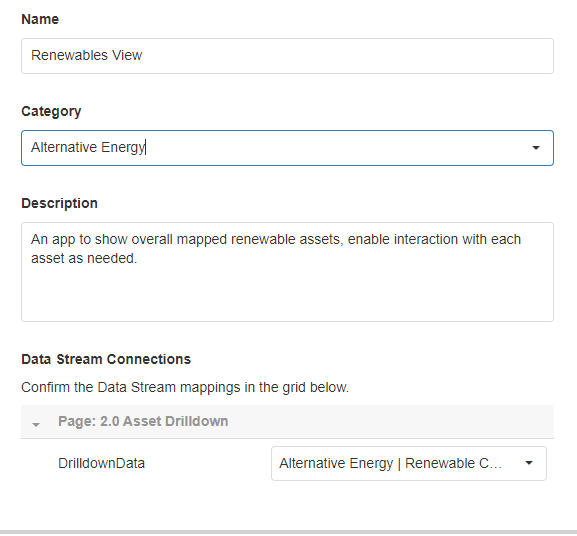 Name
Renewables View
Category
Alternative Energy
Description
An app to show overall mapped renewable assets, enable interaction with each
asset as needed.
Data Stream Connections
Confirm the Data Stream mappings in the grid below.
Page: 2.0 Asset Drilldown
DrilldownData
Alternative Energy | Renewable C...